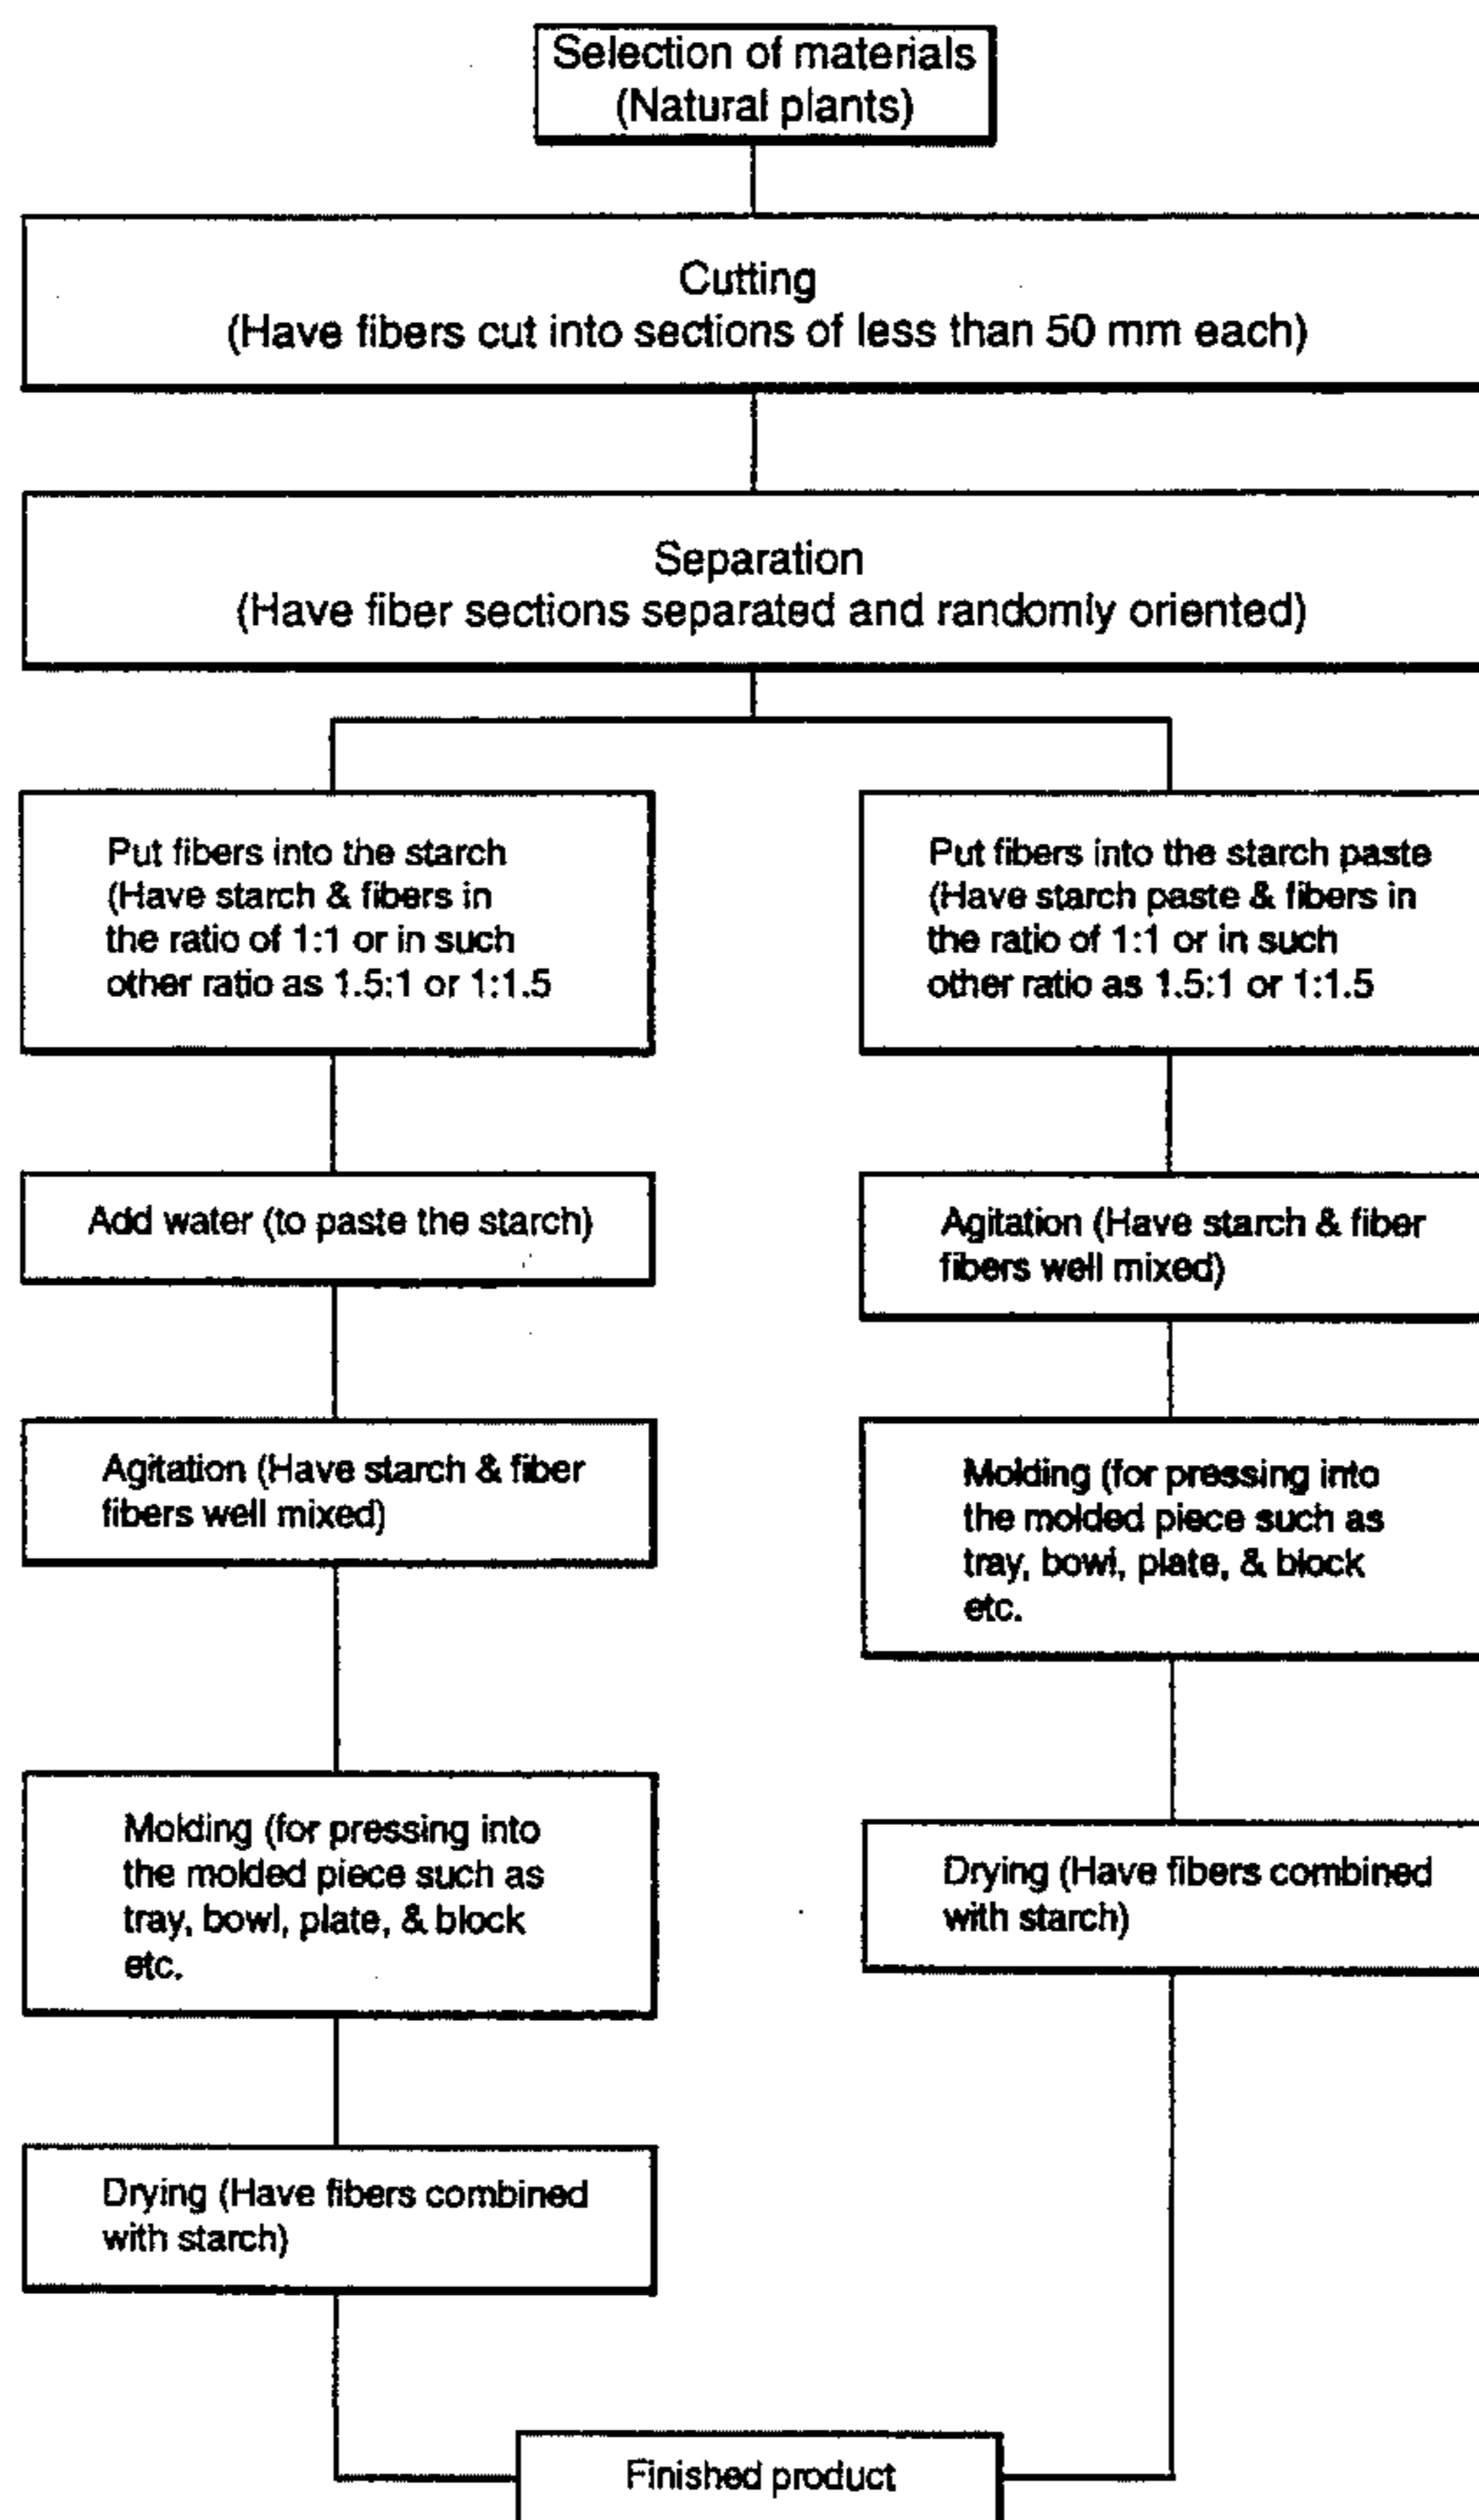 Selection of materials
(Natural plants)
Cutting
(Have fibers cut into sections of less than 50 mm each)
Separation
(Have fiber sections separated and randomly oriented)
Put fibers into the starch
(Have starch & fibers in
the ratio of 1:1 or in such
other ratio as 1.5:1 or 1:1.5
Add water (to paste the starch)
Agitation (Have starch & fiber
fibers well mixed)
Molding (for pressing into
the molded piece such as
tray, bowl, plate, & block
etc.
Drying (Have fibers combined
with starch)
Put fibers into the starch paste
(Have starch paste & fibers in
the ratio of 1:1 or in such
other ratio as 1.5:1 or 1:1.5
Agitation (Have starch & fiber
fibers well mixed)
Molding (for pressing into
the molded piece such as
tray, bowl, plate, & block
etc.
Drying (Have fibers combined
with starch)
Finished product